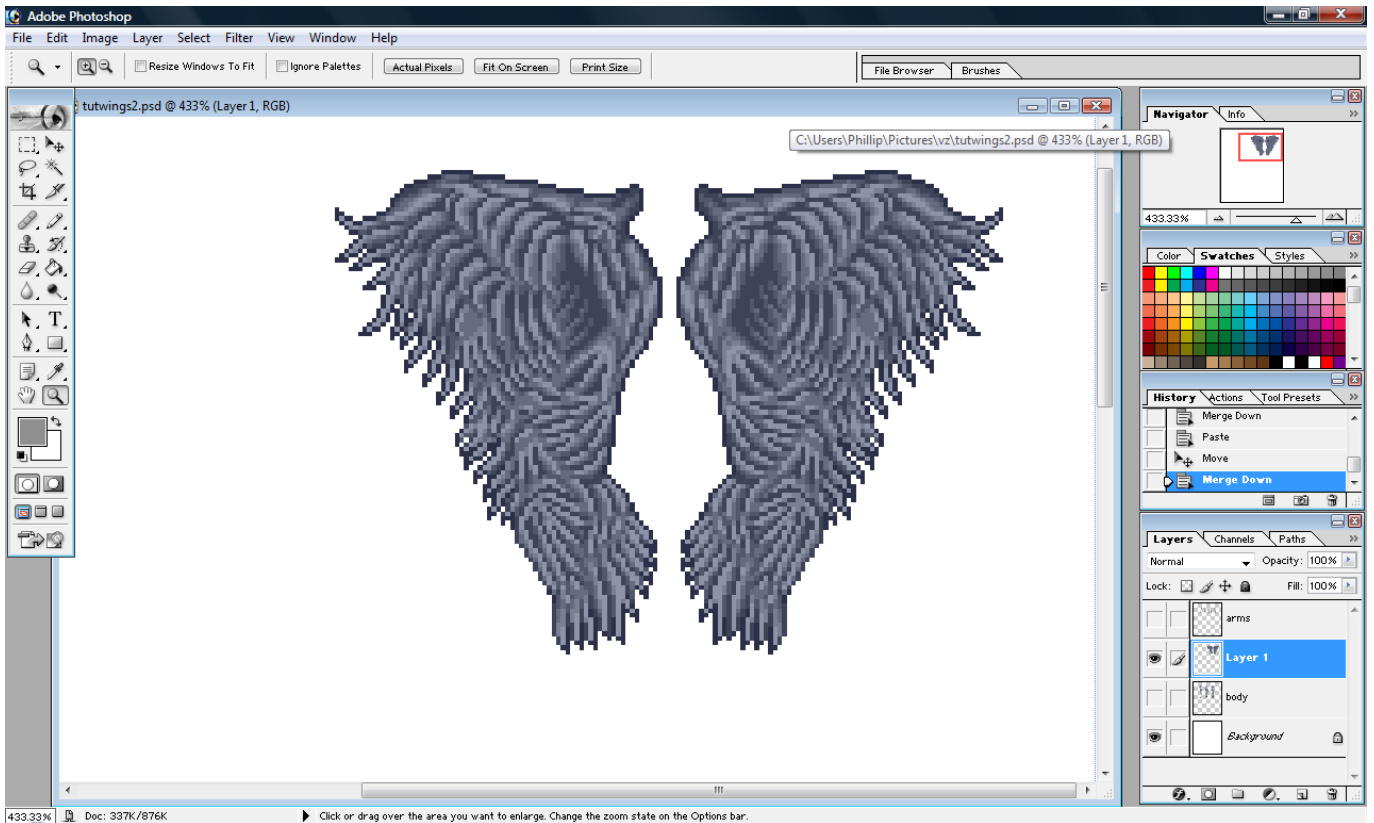 Adobe Photoshop
File Edit Image Layer Select Filter View Window Help
Resize Windows To Fit Ignore Palettes Actual Pixels Fit On Screen Print Size File Browser Brushes
tutwings2.psd @ 433% (Layer 1, RGB)
C:\Users\Phillip\Pictures\vz\tutwings2.psd @ 433% (Layer 1, RGB)
Navigator Info
433.33%
Color Swatches Styles
History Actions Tool Presets
Merge Down
Paste
Move
Merge Down
Layers Channels Paths
Normal Opacity: 100%
Lock: Fill: 100%
arms
Layer 1
body
Background
433.33% Doc: 337K/876K Click or drag over the area you want to enlarge. Change the zoom state on the Options bar.